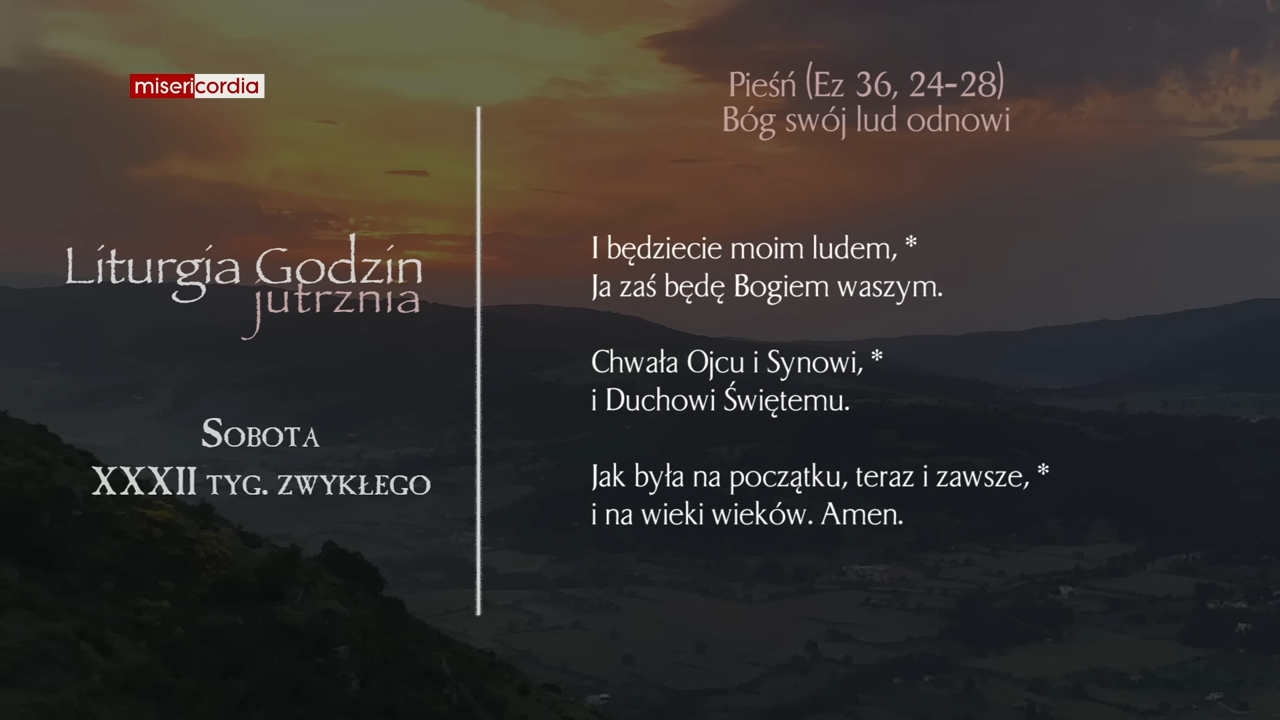 misericordia
Liturgia Godzin
jutrznia
Sobota
XXXII tyg. zwykłego
Pieśń (Ez 36, 24-28)
Bóg swój lud odnowi
I będziecie moim ludem, *
Ja zaś będę Bogiem waszym.
Chwała Ojcu i Synowi, *
i Duchowi Świętemu.
Jak była na początku, teraz i zawsze, *
i na wieki wieków. Amen.